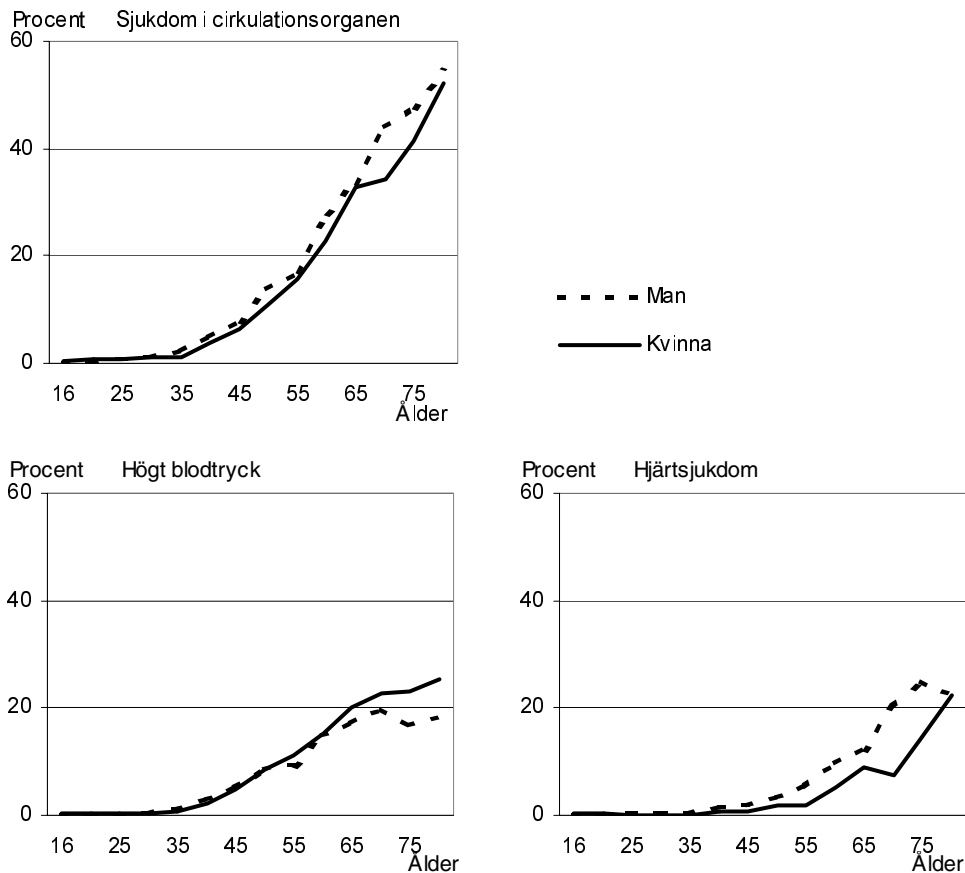 Procent Sjukdom i cirkulationsorganen
60
40
20
0
16 25 35 45 55 65 75
Ålder
Man
Kvinna
Procent Högt blodtryck
60
40
20
0
16 25 35 45 55 65 75
Ålder
Procent Hjärtsjukdom
60
40
20
0
16 25 35 45 55 65 75
Ålder